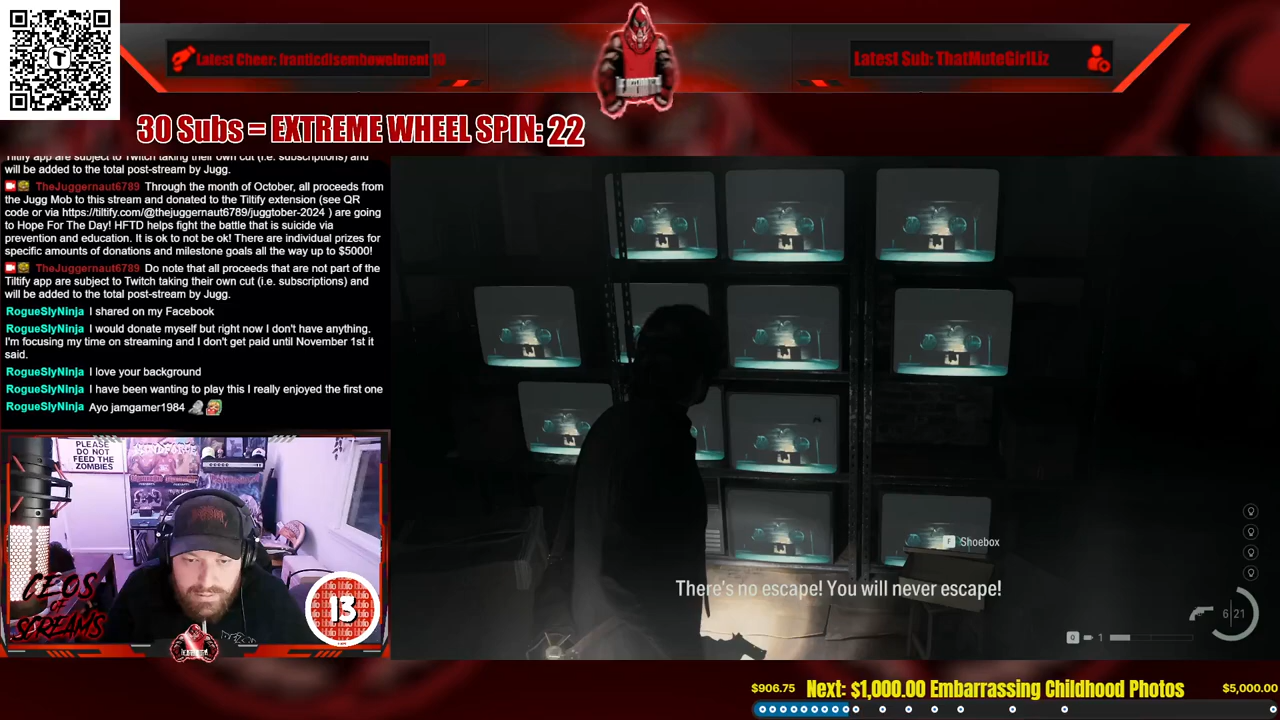 Latest Cheer: franticdisembowelment 10
Latest Sub: ThatMuteGirlLiz
30 Subs = EXTREME WHEEL SPIN: 22
Tiltify app are subject to Twitch taking their own cut (i.e. subscriptions) and
will be added to the total post-stream by Jugg.
TheJuggernaut6789 Through the month of October, all proceeds from
the Jugg Mob to this stream and donated to the Tiltify extension (see QR
code or via https://tiltify.com/@thejuggernaut6789/juggtober-2024 ) are going
to Hope For The Day! HFTD helps fight the battle that is suicide via
prevention and education. It is ok to not be ok! There are individual prizes for
specific amounts of donations and milestone goals all the way up to $5000!
TheJuggernaut6789 Do note that all proceeds that are not part of the
Tiltify app are subject to Twitch taking their own cut (i.e. subscriptions) and
will be added to the total post-stream by Jugg.
RogueSlyNinja I shared on my Facebook
RogueSlyNinja I would donate myself but right now I don't have anything.
I'm focusing my time on streaming and I don't get paid until November 1st it
said.
RogueSlyNinja I love your background
RogueSlyNinja I have been wanting to play this I really enjoyed the first one
RogueSlyNinja Ayo jamgamer1984
PLEASE
DO NOT
FEED THE
ZOMBIES
CEOS
OF
SCREAMS
13
F Shoebox
There's no escape! You will never escape!
6|21
Q 1
$906.75 Next: $1,000.00 Embarrassing Childhood Photos $5,000.00